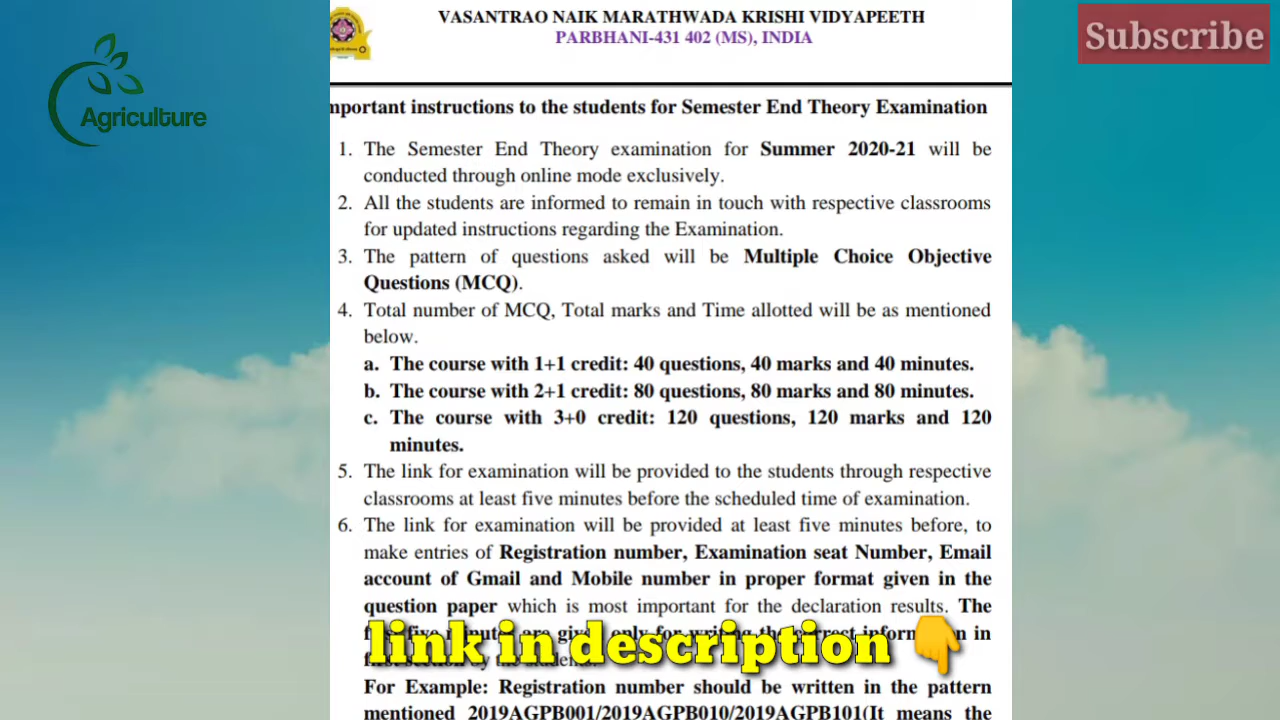 VASANTRAO NAIK MARATHWADA KRISHI VIDYAPEETH
PARBHANI-431 402 (MS), INDIA
Subscribe
Agriculture
mportant instructions to the students for Semester End Theory Examination
1. The Semester End Theory examination for Summer 2020-21 will be
conducted through online mode exclusively.
2. All the students are informed to remain in touch with respective classrooms
for updated instructions regarding the Examination.
3. The pattern of questions asked will be Multiple Choice Objective
Questions (MCQ).
4. Total number of MCQ, Total marks and Time allotted will be as mentioned
below.
a. The course with 1+1 credit: 40 questions, 40 marks and 40 minutes.
b. The course with 2+1 credit: 80 questions, 80 marks and 80 minutes.
c. The course with 3+0 credit: 120 questions, 120 marks and 120
minutes.
5. The link for examination will be provided to the students through respective
classrooms at least five minutes before the scheduled time of examination.
6. The link for examination will be provided at least five minutes before, to
make entries of Registration number, Examination seat Number, Email
account of Gmail and Mobile number in proper format given in the
question paper which is most important for the declaration results. The
in
link in description 👇
For Example: Registration number should be written in the pattern
mentioned 2019AGPB001/2019AGPB010/2019AGPB101(It means the